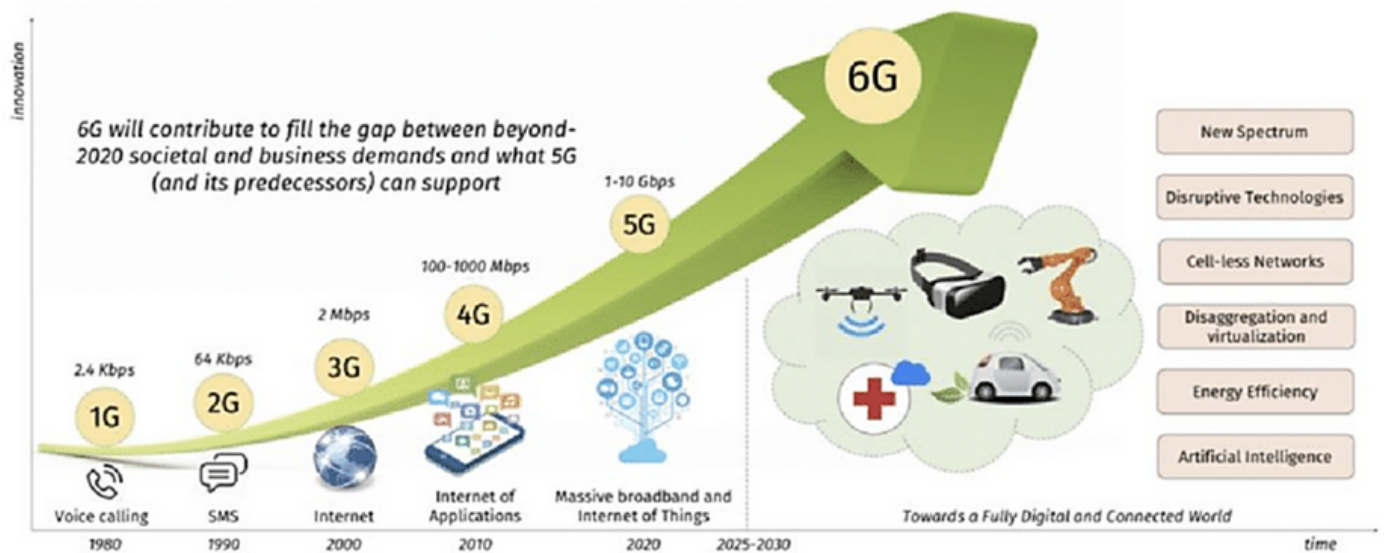 innovation
6G will contribute to fill the gap between beyond-
2020 societal and business demands and what 5G
(and its predecessors) can support
2.4 Kbps
1G
Voice calling
1980
64 Kbps
2G
SMS
1990
2 Mbps
3G
Internet
2000
100-1000 Mbps
4G
Internet of
Applications
2010
1-10 Gbps
5G
Massive broadband and
Internet of Things
2020
6G
2025-2030
Towards a Fully Digital and Connected World
time
New Spectrum
Disruptive Technologies
Cell-less Networks
Disaggregation and
virtualization
Energy Efficiency
Artificial Intelligence